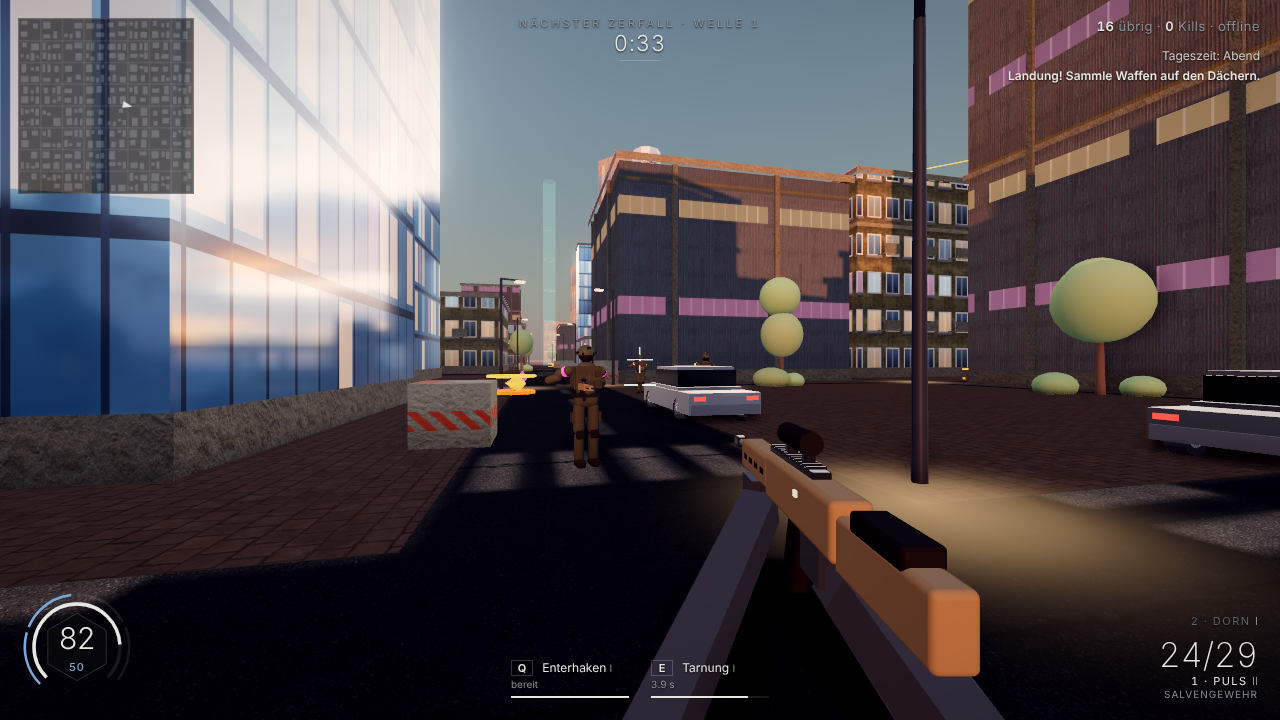 NÄCHSTER ZERFALL · WELLE 1
0:33
16 übrig · 0 Kills · offline
Tageszeit: Abend
Landung! Sammle Waffen auf den Dächern.
82
50
Q Enterhaken I
bereit
E Tarnung I
3.9 s
2 · DORN I
24/29
1 · PULS II
SALVENGEWEHR